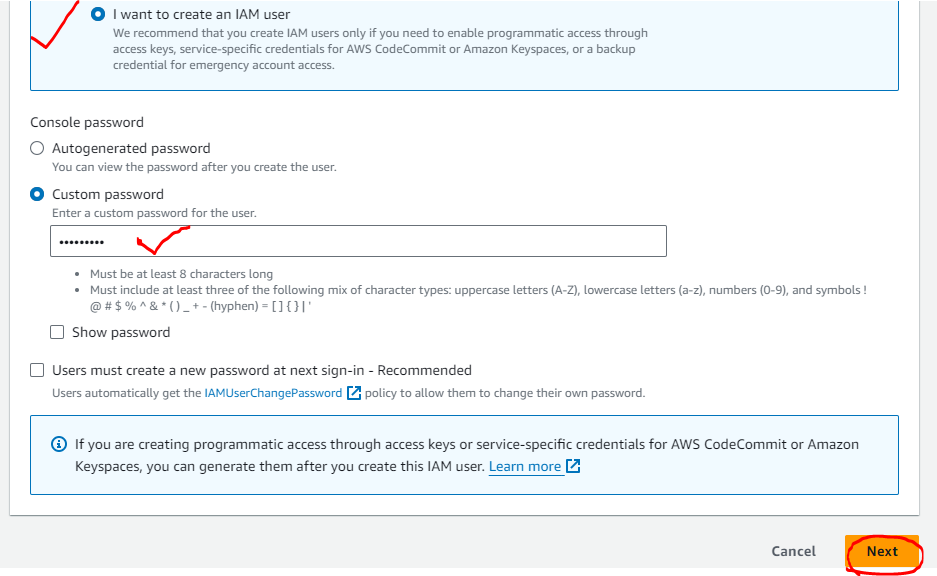 I want to create an IAM user
We recommend that you create IAM users only if you need to enable programmatic access through
access keys, service-specific credentials for AWS CodeCommit or Amazon Keyspaces, or a backup
credential for emergency account access.
Console password
Autogenerated password
You can view the password after you create the user.
Custom password
Enter a custom password for the user.
•••••••••
• Must be at least 8 characters long
• Must include at least three of the following mix of character types: uppercase letters (A-Z), lowercase letters (a-z), numbers (0-9), and symbols !
@ # $ % ^ & * ( ) _ + - (hyphen) = [ ] { } | '
Show password
Users must create a new password at next sign-in - Recommended
Users automatically get the IAMUserChangePassword policy to allow them to change their own password.
If you are creating programmatic access through access keys or service-specific credentials for AWS CodeCommit or Amazon
Keyspaces, you can generate them after you create this IAM user. Learn more
Cancel Next